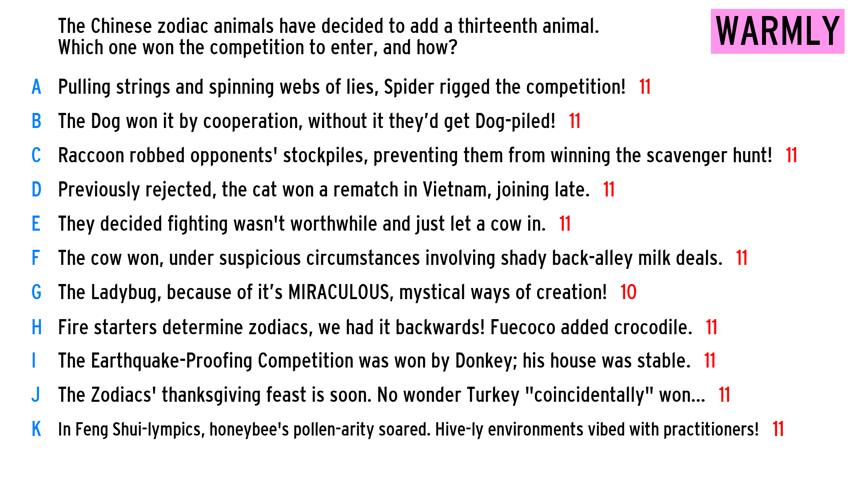 The Chinese zodiac animals have decided to add a thirteenth animal.
Which one won the competition to enter, and how?
WARMLY
A Pulling strings and spinning webs of lies, Spider rigged the competition! 11
B The Dog won it by cooperation, without it they'd get Dog-piled! 11
C Raccoon robbed opponents' stockpiles, preventing them from winning the scavenger hunt! 11
D Previously rejected, the cat won a rematch in Vietnam, joining late. 11
E They decided fighting wasn't worthwhile and just let a cow in. 11
F The cow won, under suspicious circumstances involving shady back-alley milk deals. 11
G The Ladybug, because of it's MIRACULOUS, mystical ways of creation! 10
H Fire starters determine zodiacs, we had it backwards! Fuecoco added crocodile. 11
I The Earthquake-Proofing Competition was won by Donkey; his house was stable. 11
J The Zodiacs' thanksgiving feast is soon. No wonder Turkey "coincidentally" won... 11
K In Feng Shui-lympics, honeybee's pollen-arity soared. Hive-ly environments vibed with practitioners! 11